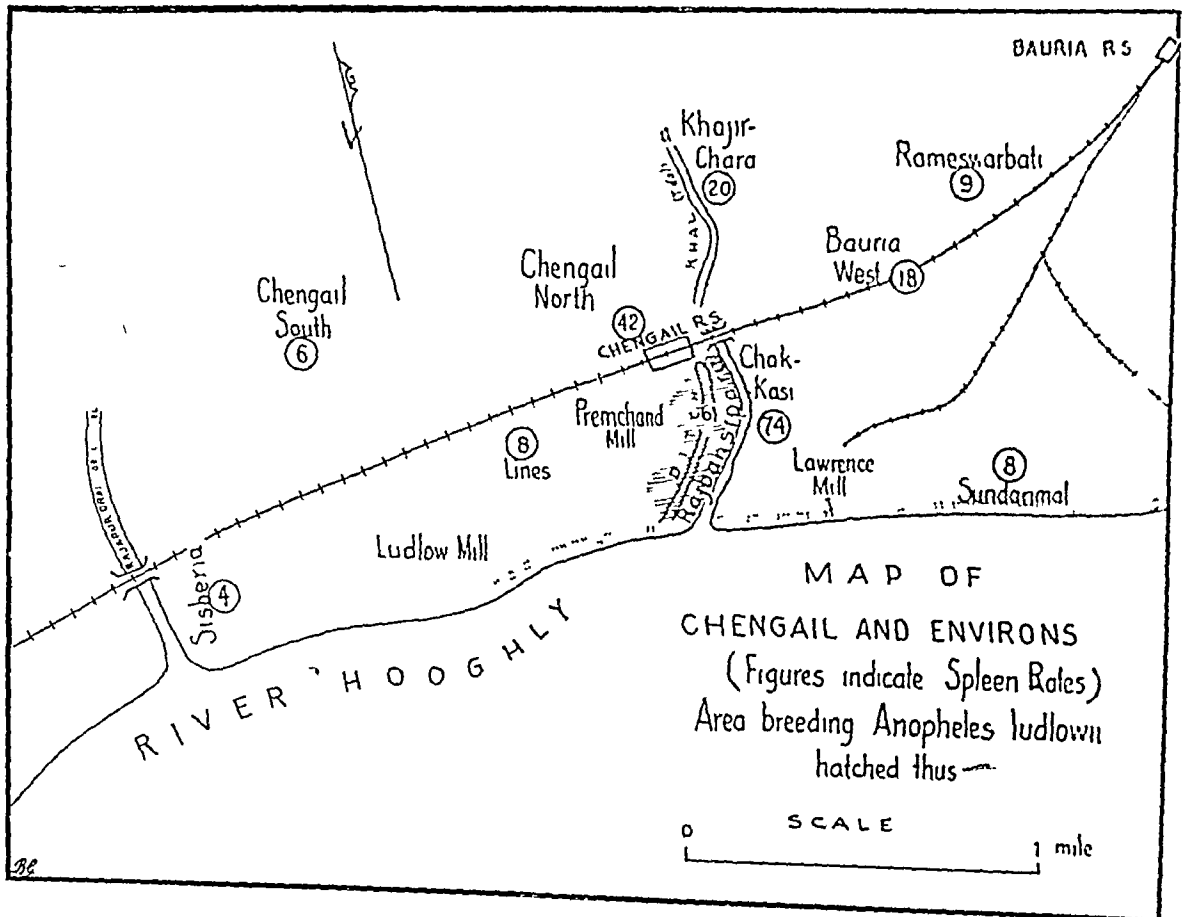 BAURIA R S
Khajir-
Chara
20
KHAL
Rameswarbati
9
Bauria
West 18
Chengail
North
42
CHENGAIL R S
Chengail
South
6
Chak-
Kasi
74
Premchand
Mill
Rajbansipara
8
Lines
Lawrence
Mill
8
Sundarmal
Ludlow Mill
Sisberia
4
RIVER HOOGHLY
MAP OF
CHENGAIL AND ENVIRONS
(Figures indicate Spleen Rates)
Area breeding Anopheles ludlowii
hatched thus
SCALE
0
1 mile